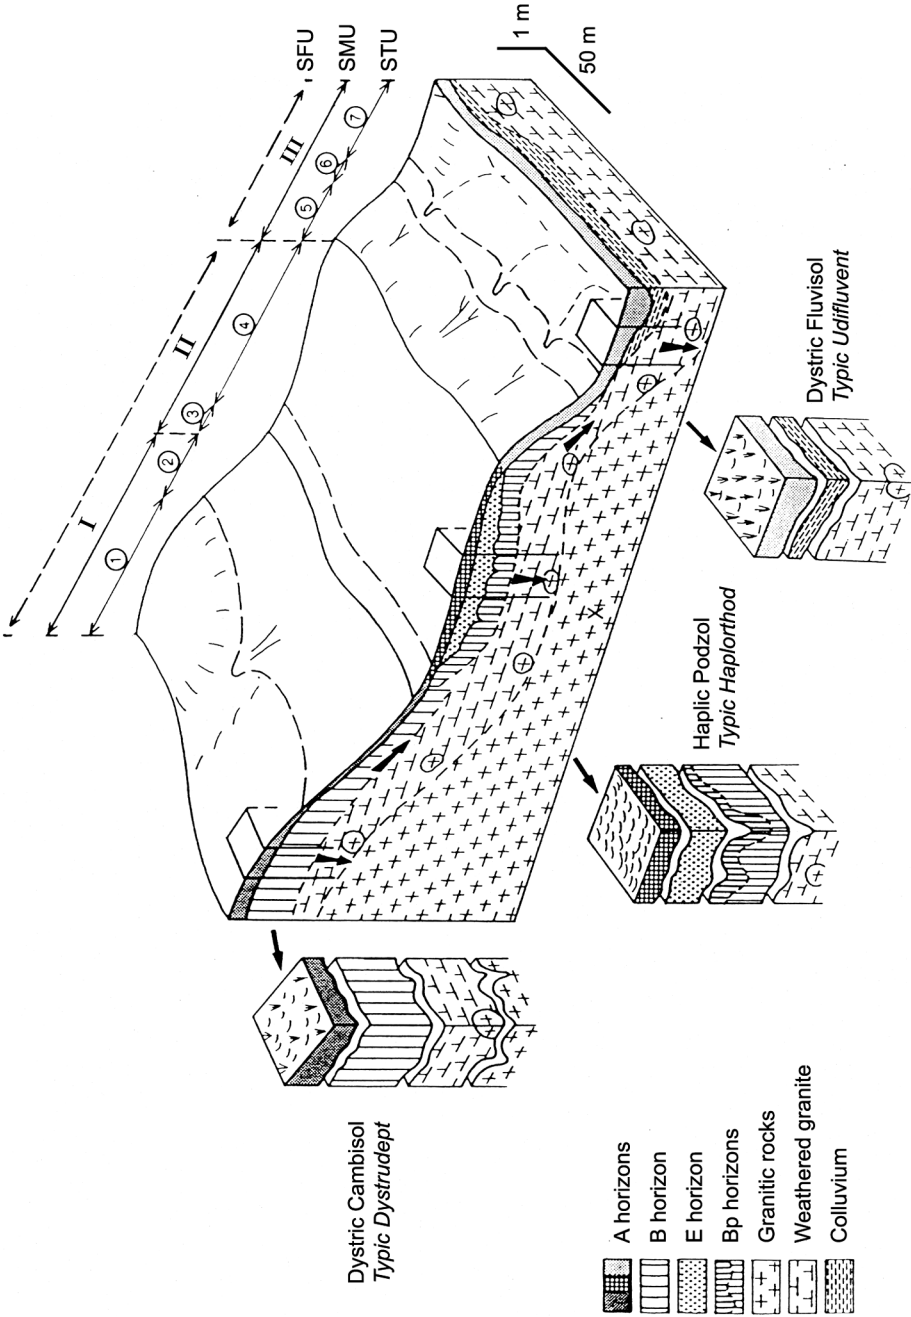 SFU
SMU
STU
I
II
III
1
2
3
4
5
6
7
1 m
50 m
Dystric Cambisol
Typic Dystrudept
Haplic Podzol
Typic Haplorthod
Dystric Fluvisol
Typic Udifluvent
A horizons
B horizon
E horizon
Bp horizons
Granitic rocks
Weathered granite
Colluvium